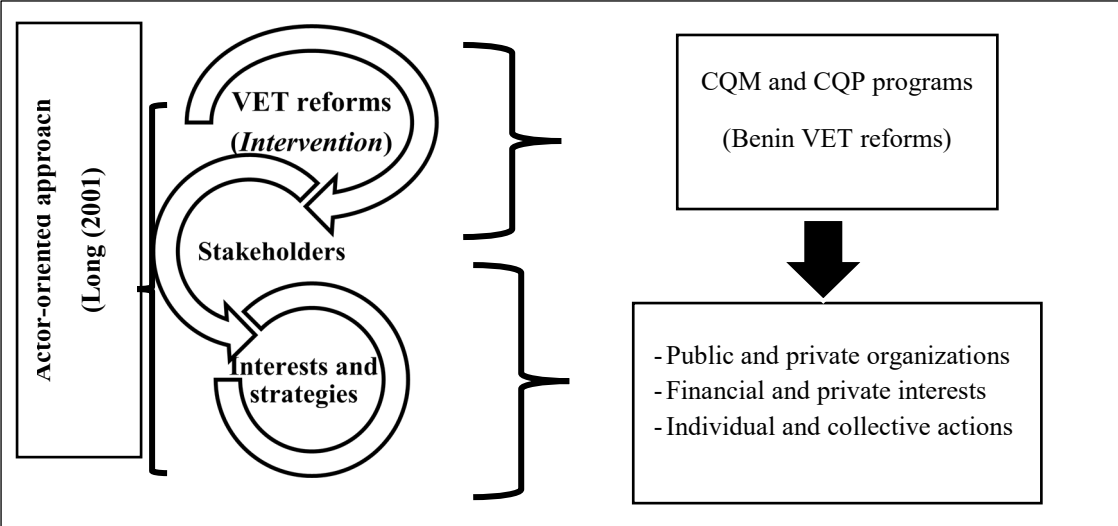 Actor-oriented approach
(Long (2001)
VET reforms
(Intervention)
Stakeholders
Interests and
strategies
CQM and CQP programs
(Benin VET reforms)
- Public and private organizations
- Financial and private interests
- Individual and collective actions